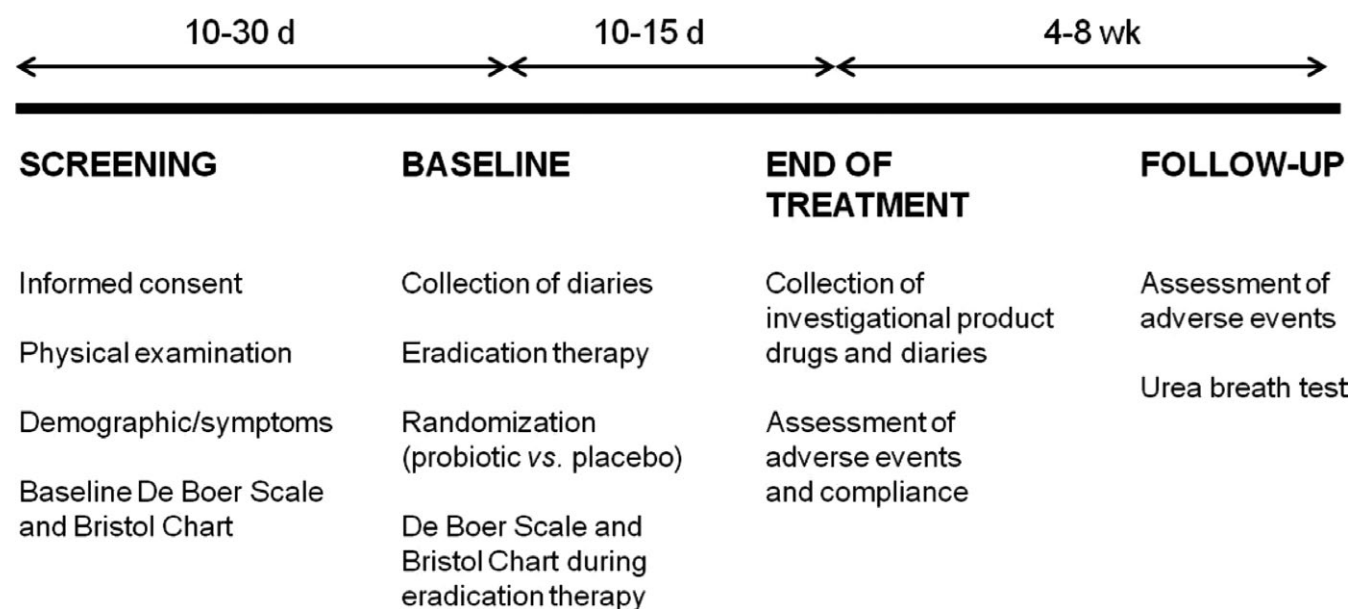 10-30 d
10-15 d
4-8 wk
SCREENING
BASELINE
END OF
TREATMENT
FOLLOW-UP
Informed consent
Physical examination
Demographic/symptoms
Baseline De Boer Scale
and Bristol Chart
Collection of diaries
Eradication therapy
Randomization
(probiotic vs. placebo)
De Boer Scale and
Bristol Chart during
eradication therapy
Collection of
investigational product
drugs and diaries
Assessment of
adverse events
and compliance
Assessment of
adverse events
Urea breath test